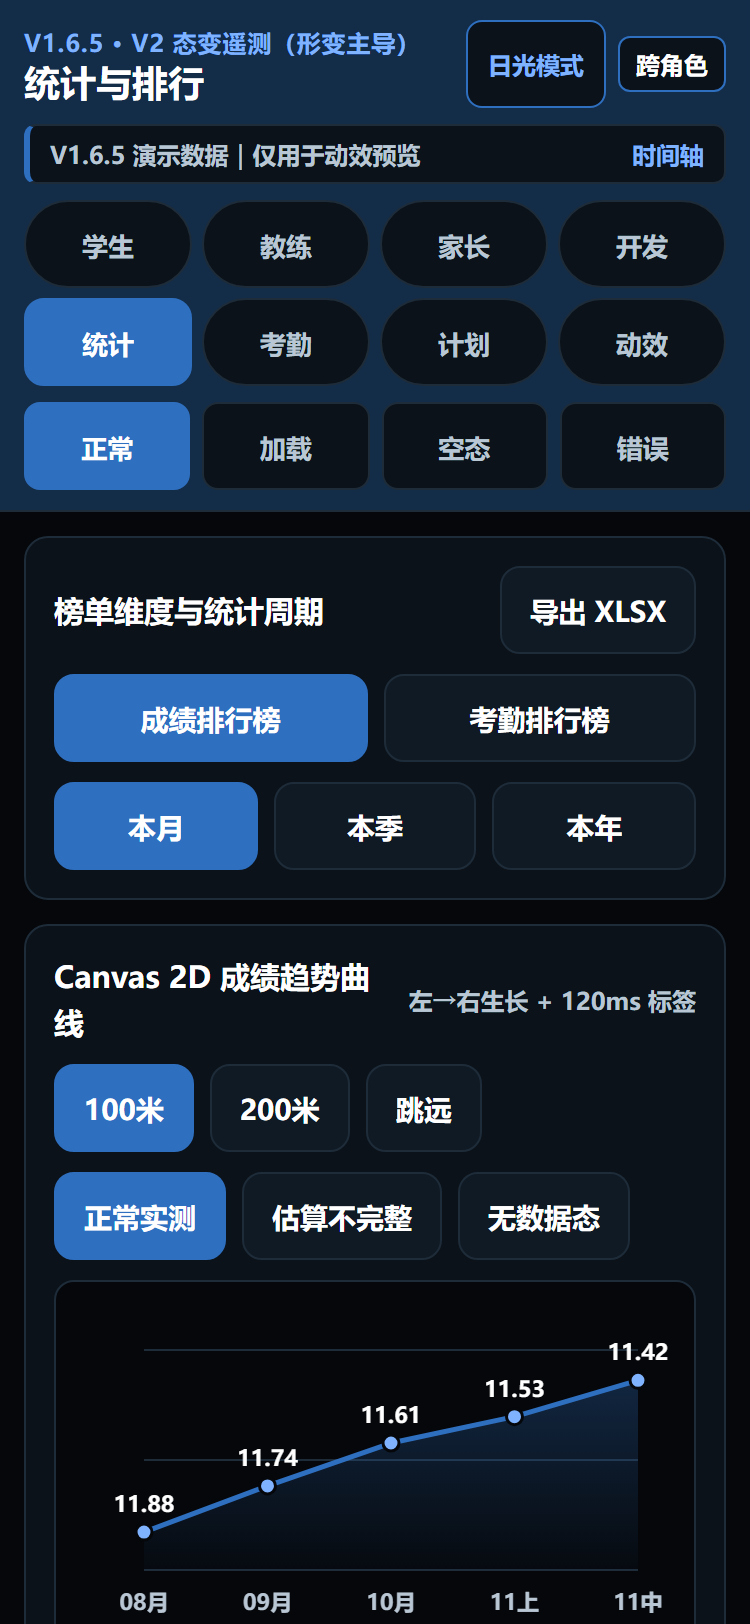 V1.6.5 • V2 态变遥测（形变主导）
统计与排行
日光模式
跨角色
V1.6.5 演示数据 | 仅用于动效预览
时间轴
学生
教练
家长
开发
统计
考勤
计划
动效
正常
加载
空态
错误
榜单维度与统计周期
导出 XLSX
成绩排行榜
考勤排行榜
本月
本季
本年
Canvas 2D 成绩趋势曲
线
左→右生长 + 120ms 标签
100米
200米
跳远
正常实测
估算不完整
无数据态
11.42
11.53
11.61
11.74
11.88
08月
09月
10月
11上
11中